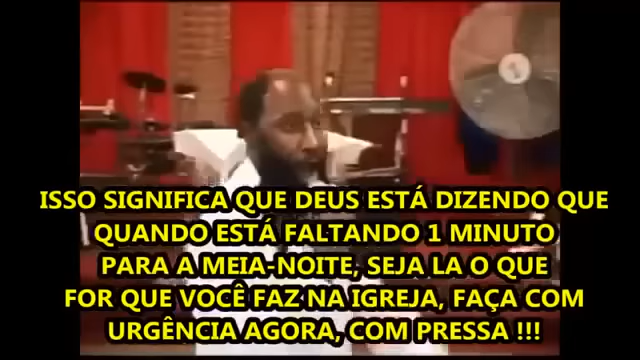 ISSO SIGNIFICA QUE DEUS ESTÁ DIZENDO QUE
QUANDO ESTÁ FALTANDO 1 MINUTO
PARA A MEIA-NOITE, SEJA LA O QUE
FOR QUE VOCÊ FAZ NA IGREJA, FAÇA COM
URGÊNCIA AGORA, COM PRESSA !!!